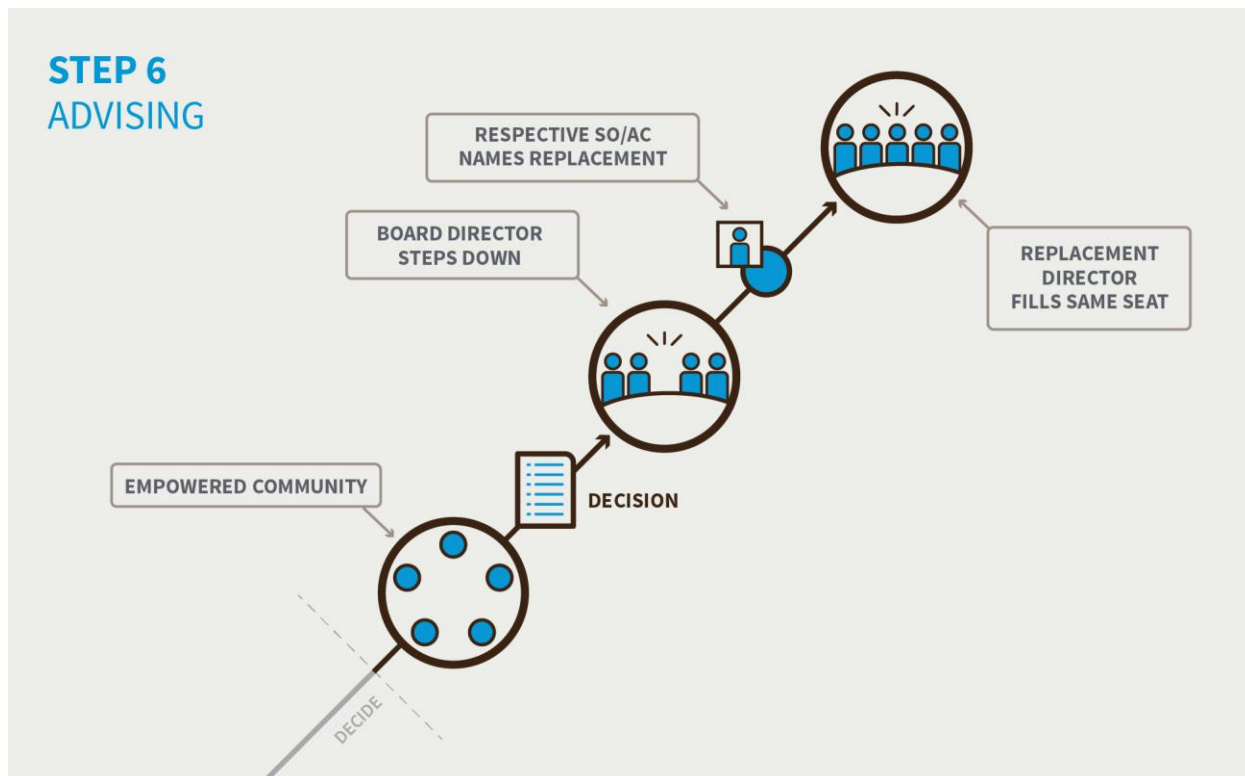 STEP 6
ADVISING
RESPECTIVE SO/AC
NAMES REPLACEMENT
BOARD DIRECTOR
STEPS DOWN
REPLACEMENT
DIRECTOR
FILLS SAME SEAT
EMPOWERED COMMUNITY
DECISION
DECIDE